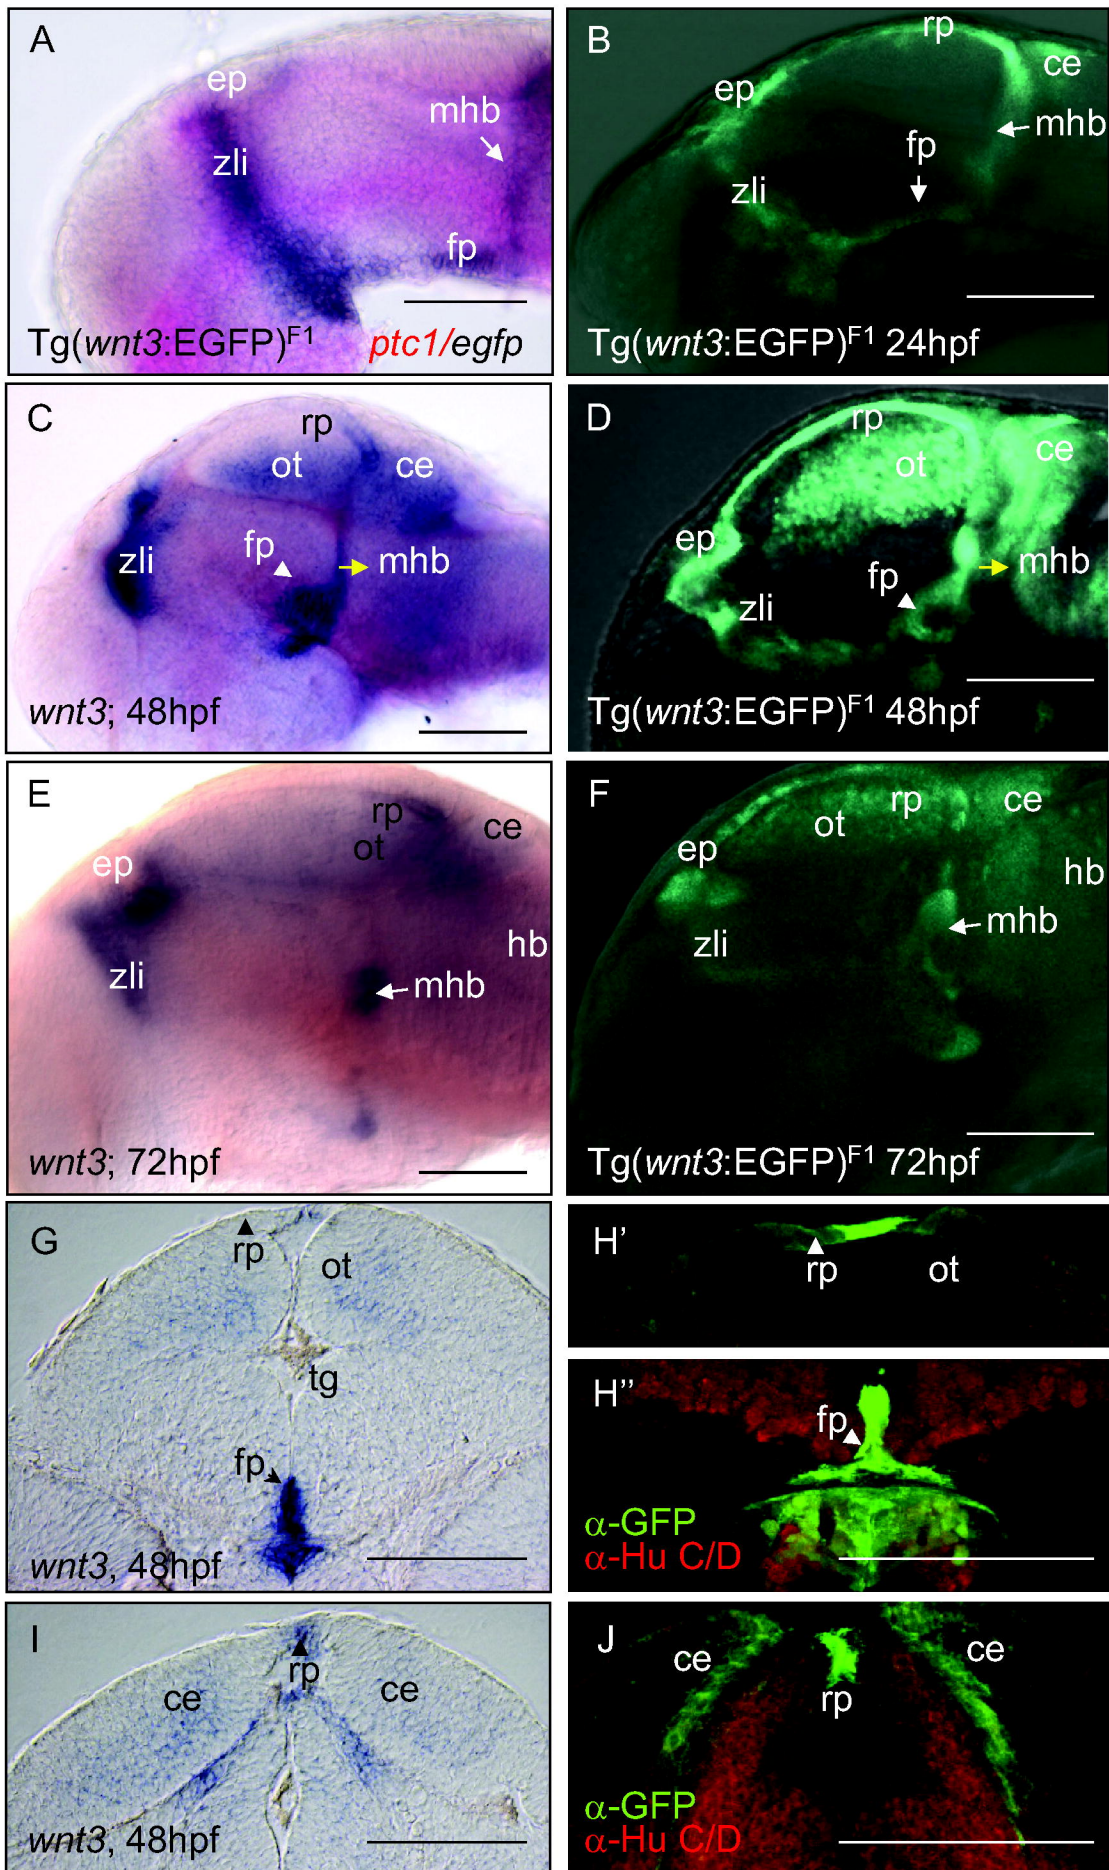 A
ep
zli
mhb
fp
Tg(wnt3:EGFP)F1 ptc1/egfp
B
rp
ce
ep
mhb
fp
zli
Tg(wnt3:EGFP)F1 24hpf
C
rp
ot
ce
zli
fp
mhb
wnt3; 48hpf
D
rp
ot
ce
ep
fp
mhb
zli
Tg(wnt3:EGFP)F1 48hpf
E
rp
ce
ot
ep
hb
zli
mhb
wnt3; 72hpf
F
rp
ce
ot
ep
hb
mhb
zli
Tg(wnt3:EGFP)F1 72hpf
G
rp
ot
tg
fp
wnt3, 48hpf
H'
rp
ot
H"
fp
α-GFP
α-Hu C/D
I
rp
ce
ce
wnt3, 48hpf
J
ce
ce
rp
α-GFP
α-Hu C/D